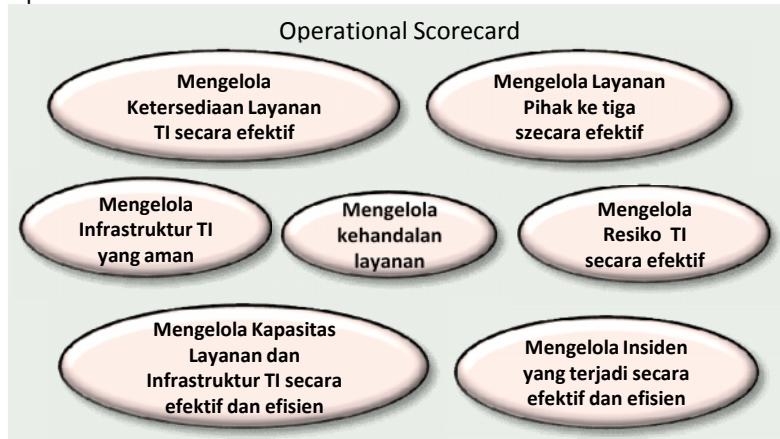 Operational Scorecard
Mengelola
Ketersediaan Layanan
TI secara efektif
Mengelola Layanan
Pihak ke tiga
szecara efektif
Mengelola
Infrastruktur TI
yang aman
Mengelola
kehandalan
layanan
Mengelola
Resiko TI
secara efektif
Mengelola Kapasitas
Layanan dan
Infrastruktur TI secara
efektif dan efisien
Mengelola Insiden
yang terjadi secara
efektif dan efisien